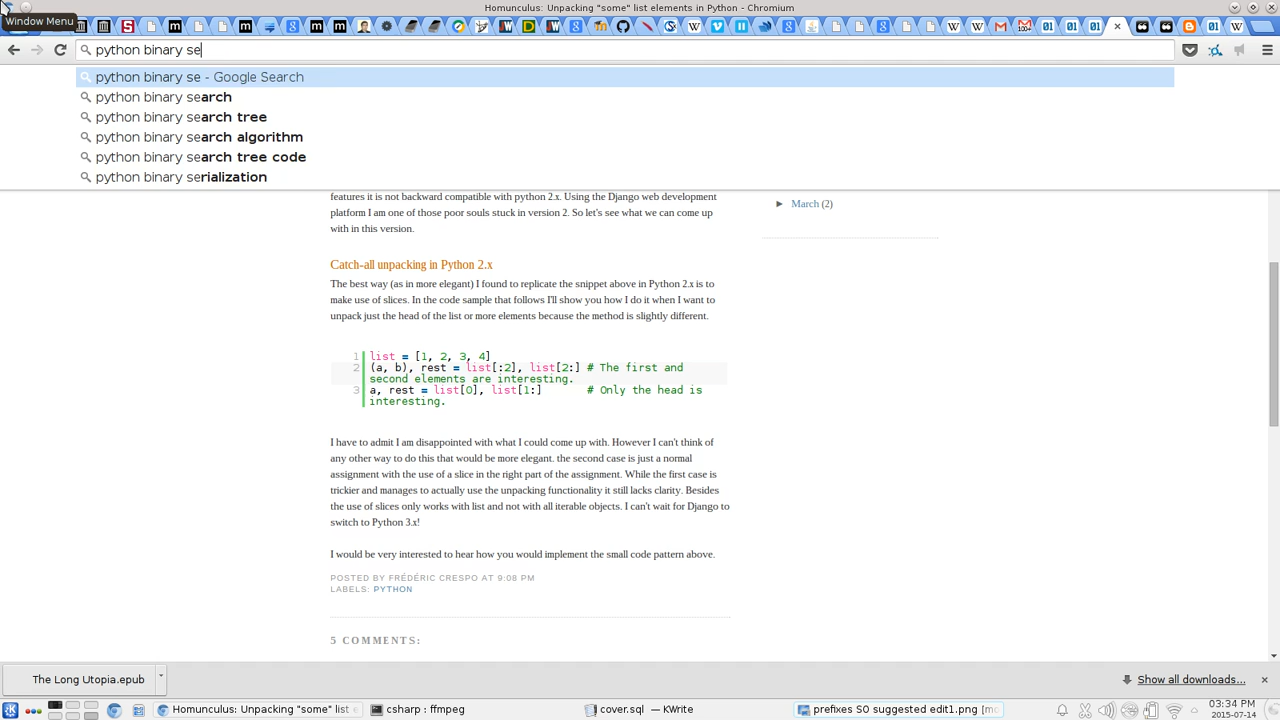 Homunculus: Unpacking "some" list elements in Python - Chromium
Window Menu
python binary se
python binary se - Google Search
python binary search
python binary search tree
python binary search algorithm
python binary search tree code
python binary serialization
features it is not backward compatible with python 2.x. Using the Django web development
platform I am one of those poor souls stuck in version 2. So let's see what we can come up
with in this version.
► March (2)
Catch-all unpacking in Python 2.x
The best way (as in more elegant) I found to replicate the snippet above in Python 2.x is to
make use of slices. In the code sample that follows I'll show you how I do it when I want to
unpack just the head of the list or more elements because the method is slightly different.
1 list = [1, 2, 3, 4]
2 (a, b), rest = list[:2], list[2:] # The first and
second elements are interesting.
3 a, rest = list[0], list[1:] # Only the head is
interesting.
I have to admit I am disappointed with what I could come up with. However I can't think of
any other way to do this that would be more elegant. the second case is just a normal
assignment with the use of a slice in the right part of the assignment. While the first case is
trickier and manages to actually use the unpacking functionality it still lacks clarity. Besides
the use of slices only works with list and not with all iterable objects. I can't wait for Django to
switch to Python 3.x!
I would be very interested to hear how you would implement the small code pattern above.
POSTED BY FRÉDÉRIC CRESPO AT 9:08 PM
LABELS: PYTHON
5 COMMENTS:
The Long Utopia.epub
Show all downloads...
Homunculus: Unpacking "some" list e
csharp : ffmpeg
cover.sql — KWrite
prefixes SO suggested edit1.png [mo
03:34 PM
2015-07-14